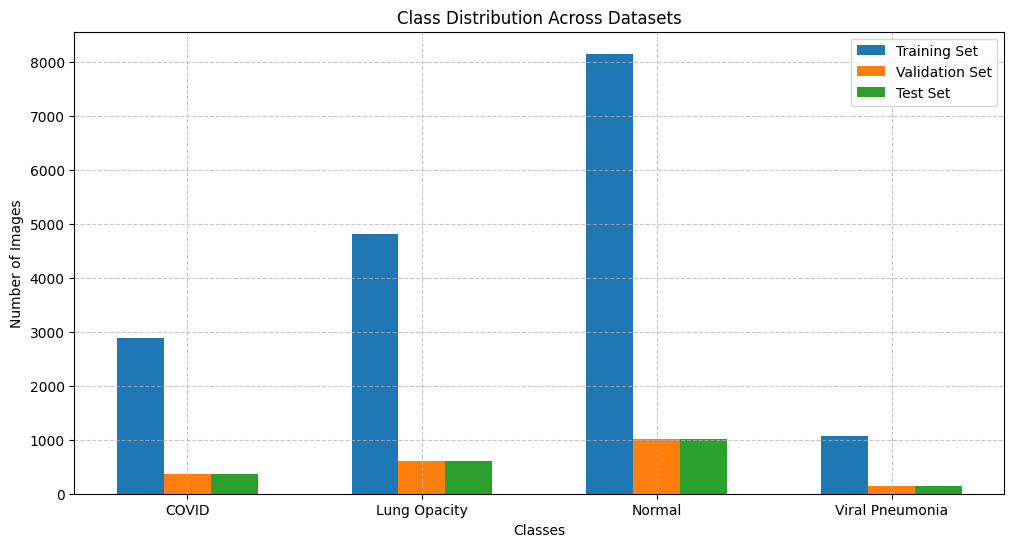 Class Distribution Across Datasets
Training Set
Validation Set
Test Set
Number of Images
8000
7000
6000
5000
4000
3000
2000
1000
0
COVID
Lung Opacity
Normal
Viral Pneumonia
Classes